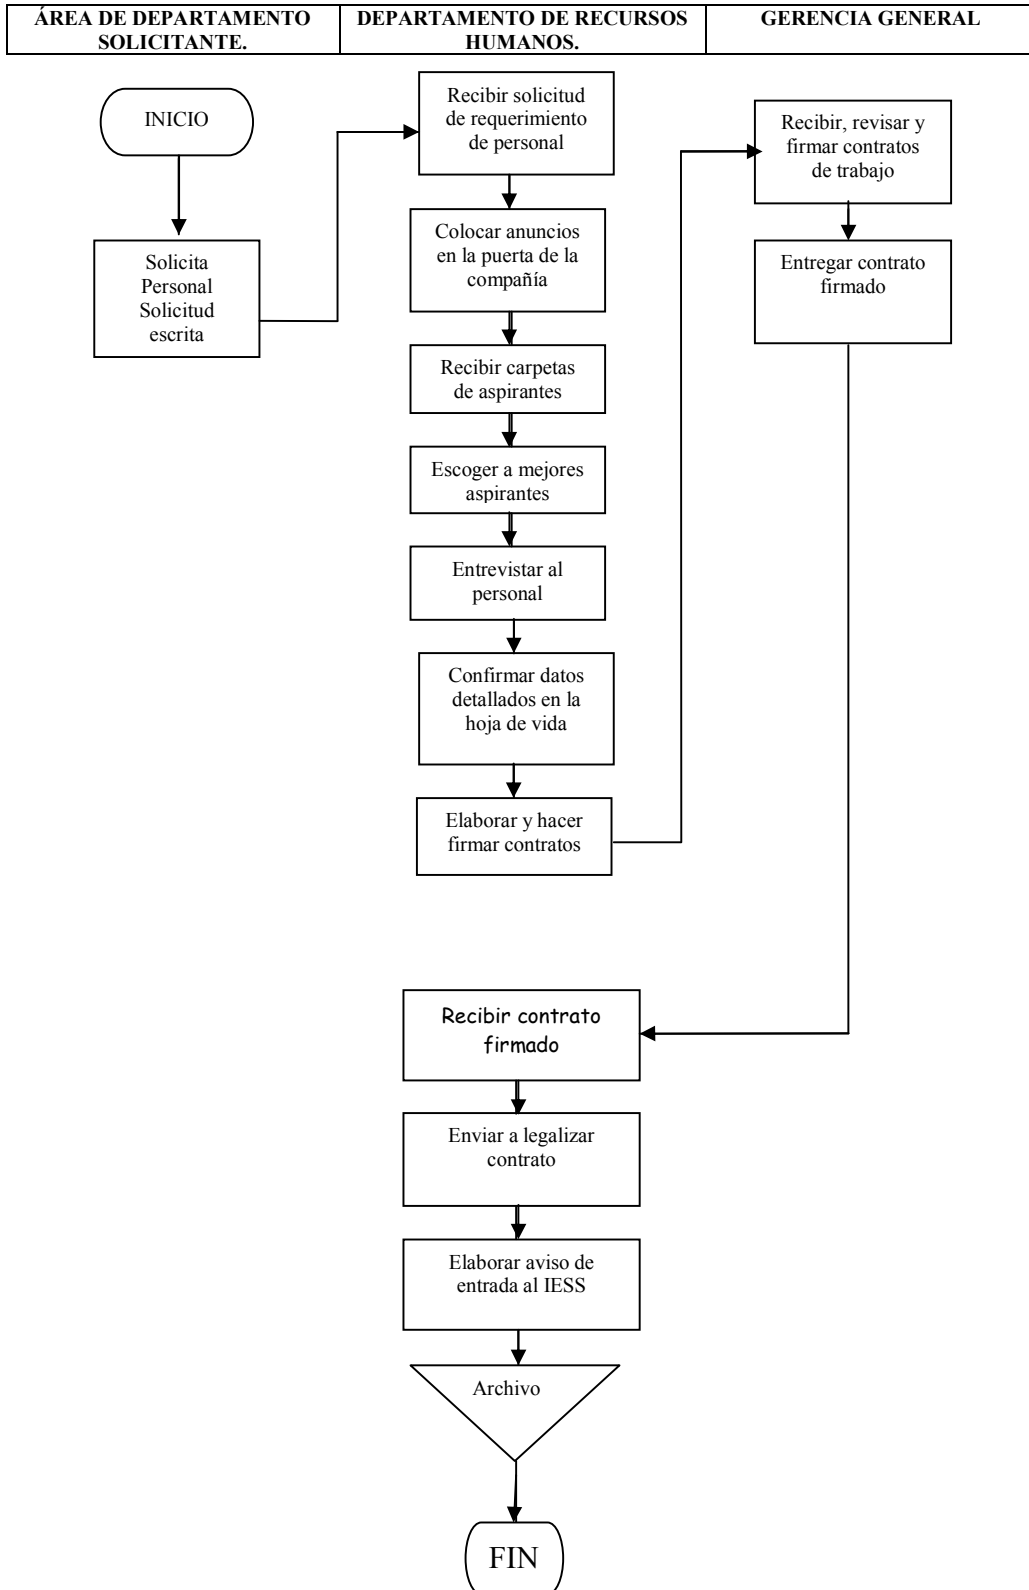 ÁREA DE DEPARTAMENTO
SOLICITANTE.
DEPARTAMENTO DE RECURSOS
HUMANOS.
GERENCIA GENERAL
INICIO
Solicita
Personal
Solicitud
escrita
Recibir solicitud
de requerimiento
de personal
Colocar anuncios
en la puerta de la
compañía
Recibir carpetas
de aspirantes
Escoger a mejores
aspirantes
Entrevistar al
personal
Confirmar datos
detallados en la
hoja de vida
Elaborar y hacer
firmar contratos
Recibir, revisar y
firmar contratos
de trabajo
Entregar contrato
firmado
Recibir contrato
firmado
Enviar a legalizar
contrato
Elaborar aviso de
entrada al IESS
Archivo
FIN